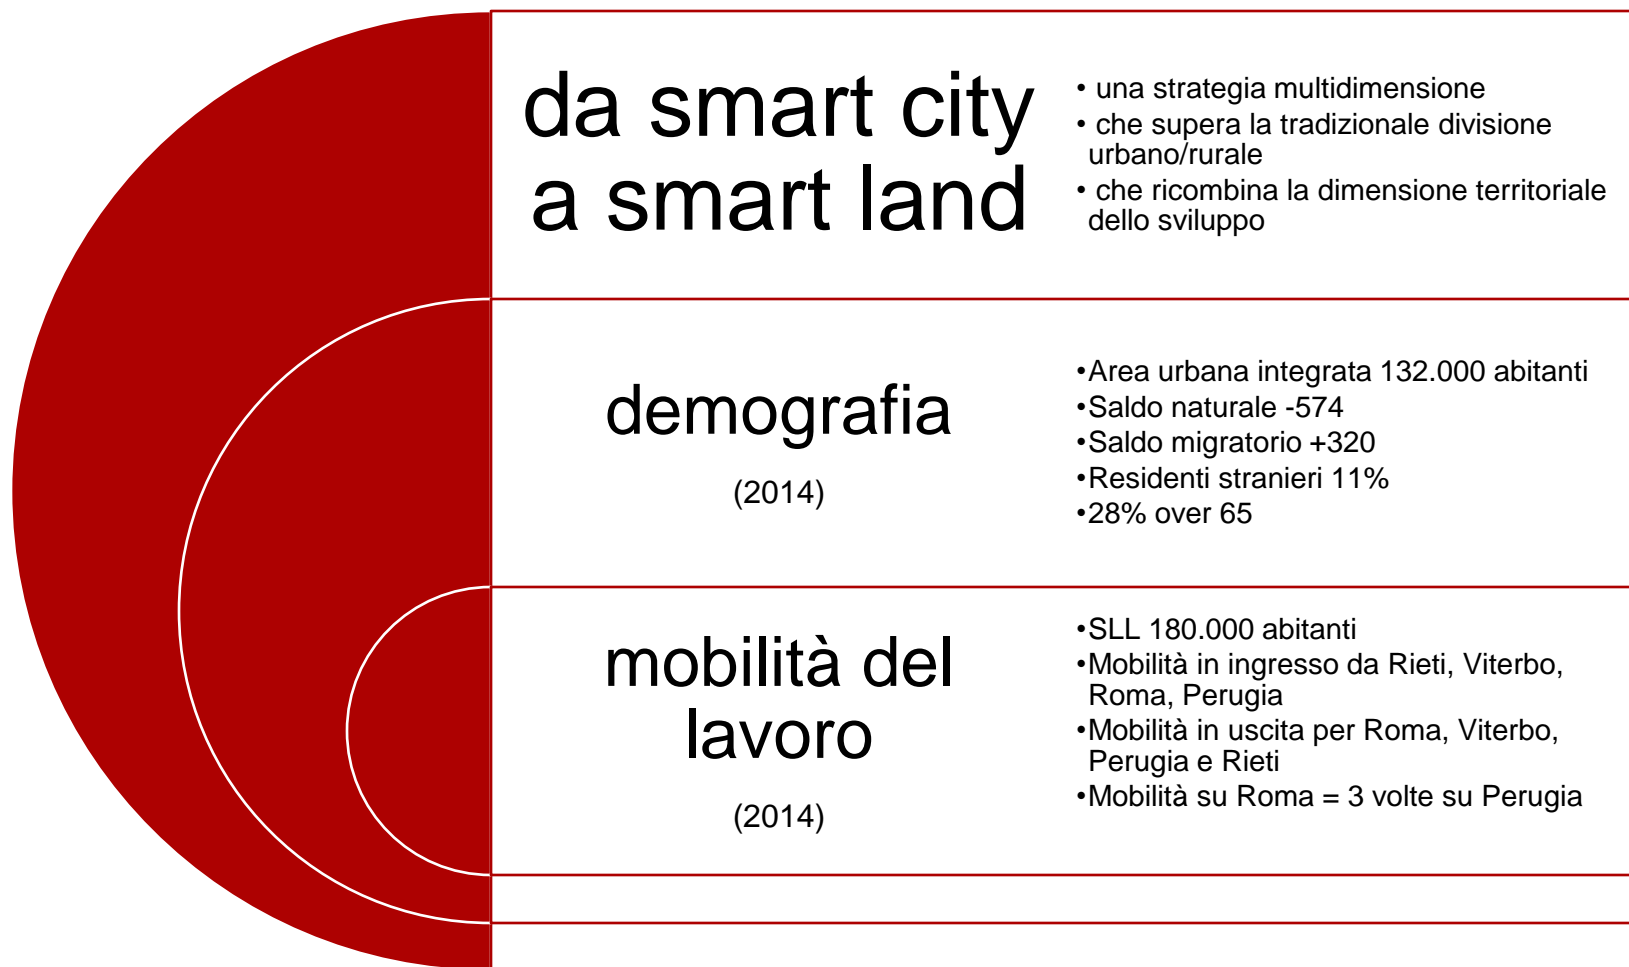 da smart city
a smart land
• una strategia multidimensione
• che supera la tradizionale divisione
urbano/rurale
• che ricombina la dimensione territoriale
dello sviluppo
demografia
(2014)
•Area urbana integrata 132.000 abitanti
•Saldo naturale -574
•Saldo migratorio +320
•Residenti stranieri 11%
•28% over 65
mobilità del
lavoro
(2014)
•SLL 180.000 abitanti
•Mobilità in ingresso da Rieti, Viterbo,
Roma, Perugia
•Mobilità in uscita per Roma, Viterbo,
Perugia e Rieti
•Mobilità su Roma = 3 volte su Perugia